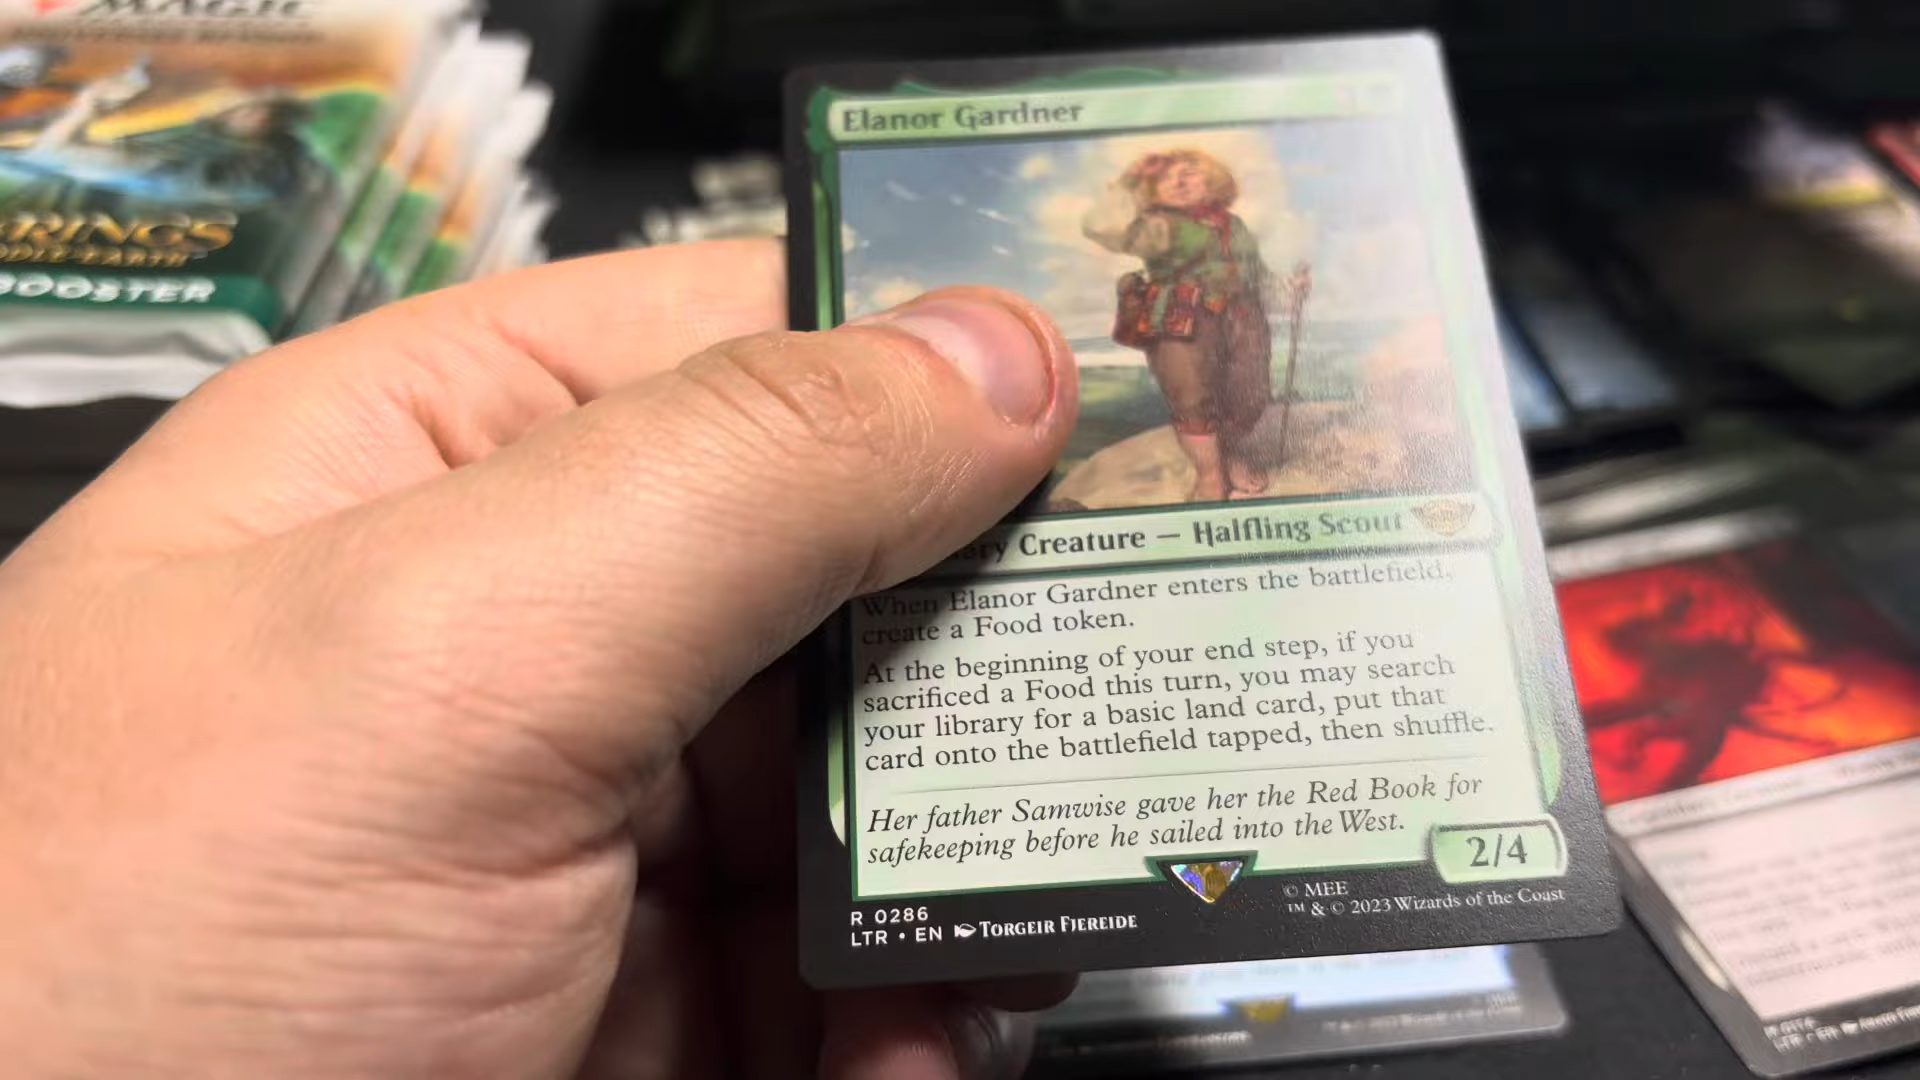 MAGIC
RINGS
BOOSTER
Elanor Gardner
Creature — Halfling Scout
When Elanor Gardner enters the battlefield,
create a Food token.
At the beginning of your end step, if you
sacrificed a Food this turn, you may search
your library for a basic land card, put that
card onto the battlefield tapped, then shuffle.
Her father Samwise gave her the Red Book for
safekeeping before he sailed into the West.
2/4
R 0286
LTR • EN TORGEIR FJEREIDE
© MEE
™ & © 2023 Wizards of the Coast